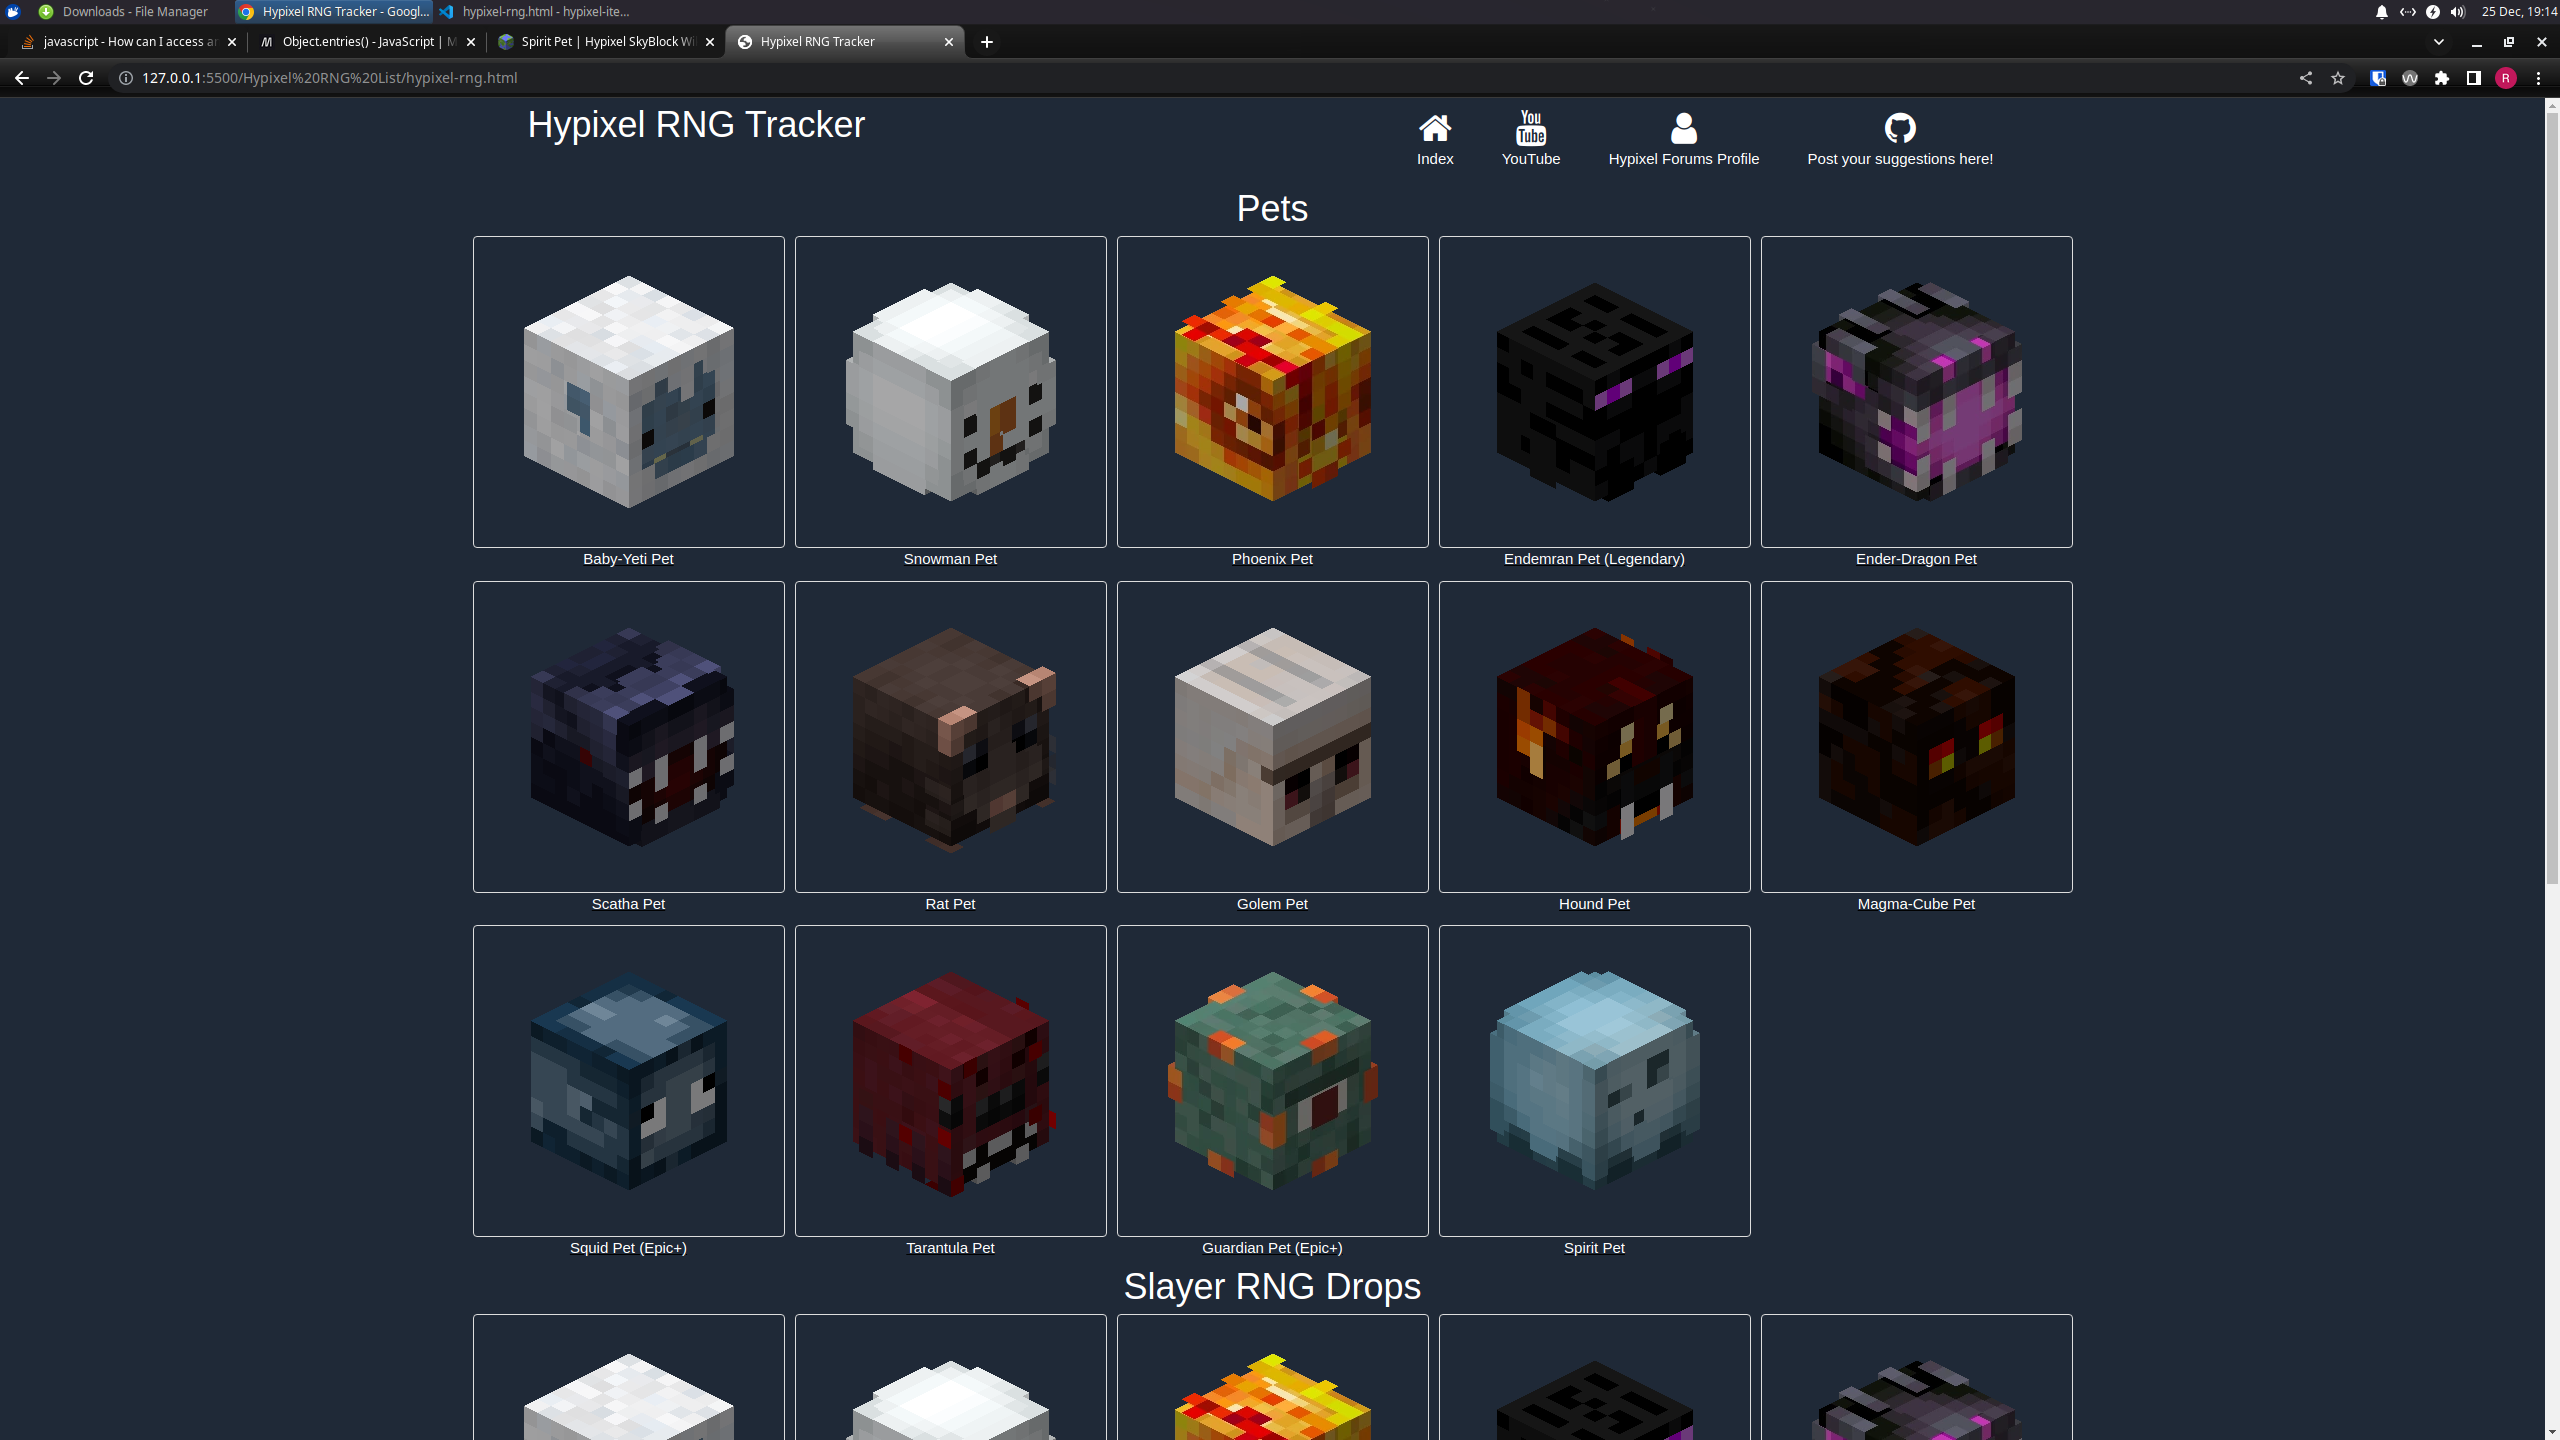 Downloads - File Manager
Hypixel RNG Tracker - Googl...
hypixel-rng.html - hypixel-ite...
25 Dec, 19:14
javascript - How can I access ar
Object.entries() - JavaScript | M
Spirit Pet | Hypixel SkyBlock Wi
Hypixel RNG Tracker
127.0.0.1:5500/Hypixel%20RNG%20List/hypixel-rng.html
R
Hypixel RNG Tracker
You
Tube
Index
YouTube
Hypixel Forums Profile
Post your suggestions here!
Pets
Baby-Yeti Pet
Snowman Pet
Phoenix Pet
Endemran Pet (Legendary)
Ender-Dragon Pet
Scatha Pet
Rat Pet
Golem Pet
Hound Pet
Magma-Cube Pet
Squid Pet (Epic+)
Tarantula Pet
Guardian Pet (Epic+)
Spirit Pet
Slayer RNG Drops